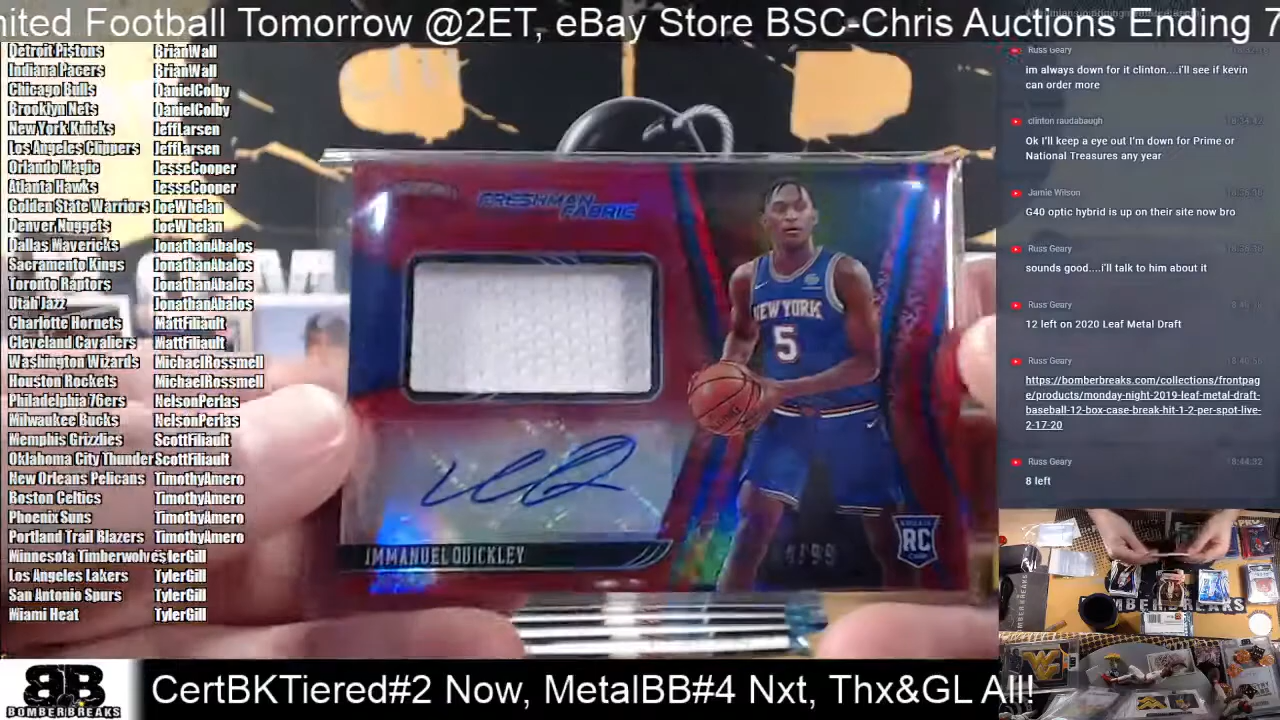 nited Football Tomorrow @2ET, eBay Store BSC-Chris Auctions Ending 7
Detroit Pistons BrianWall
Indiana Pacers BrianWall
Chicago Bulls DanielColby
Brooklyn Nets DanielColby
New York Knicks JeffLarsen
Los Angeles Clippers JeffLarsen
Orlando Magic JesseCooper
Atlanta Hawks JesseCooper
Golden State Warriors JoeWhelan
Denver Nuggets JoeWhelan
Dallas Mavericks JonathanAbalos
Sacramento Kings JonathanAbalos
Toronto Raptors JonathanAbalos
Utah Jazz JonathanAbalos
Charlotte Hornets MattFiliault
Cleveland Cavaliers MattFiliault
Washington Wizards MichaelRossmell
Houston Rockets MichaelRossmell
Philadelphia 76ers NelsonPerlas
Milwaukee Bucks NelsonPerlas
Memphis Grizzlies ScottFiliault
Oklahoma City Thunder ScottFiliault
New Orleans Pelicans TimothyAmero
Boston Celtics TimothyAmero
Phoenix Suns TimothyAmero
Portland Trail Blazers TimothyAmero
Minnesota Timberwolves lerGill
Los Angeles Lakers TylerGill
San Antonio Spurs TylerGill
Miami Heat TylerGill
FRESHMAN
FABRIC
NEW YORK
5
IMMANUEL QUICKLEY
/99
RC
Russ Geary
im always down for it clinton....i'll see if kevin
can order more
clinton raudabaugh
Ok I'll keep a eye out I'm down for Prime or
National Treasures any year
Jamie Wilson
G40 optic hybrid is up on their site now bro
Russ Geary
sounds good....i'll talk to him about it
Russ Geary
12 left on 2020 Leaf Metal Draft
Russ Geary
https://bomberbreaks.com/collections/frontpag
e/products/monday-night-2019-leaf-metal-draft-
baseball-12-box-case-break-hit-1-2-per-spot-live-
2-17-20
Russ Geary 18:44:32
8 left
MBERBREAKS
BB
BOMBERBREAKS
CertBKTiered#2 Now, MetalBB#4 Nxt, Thx&GL All!